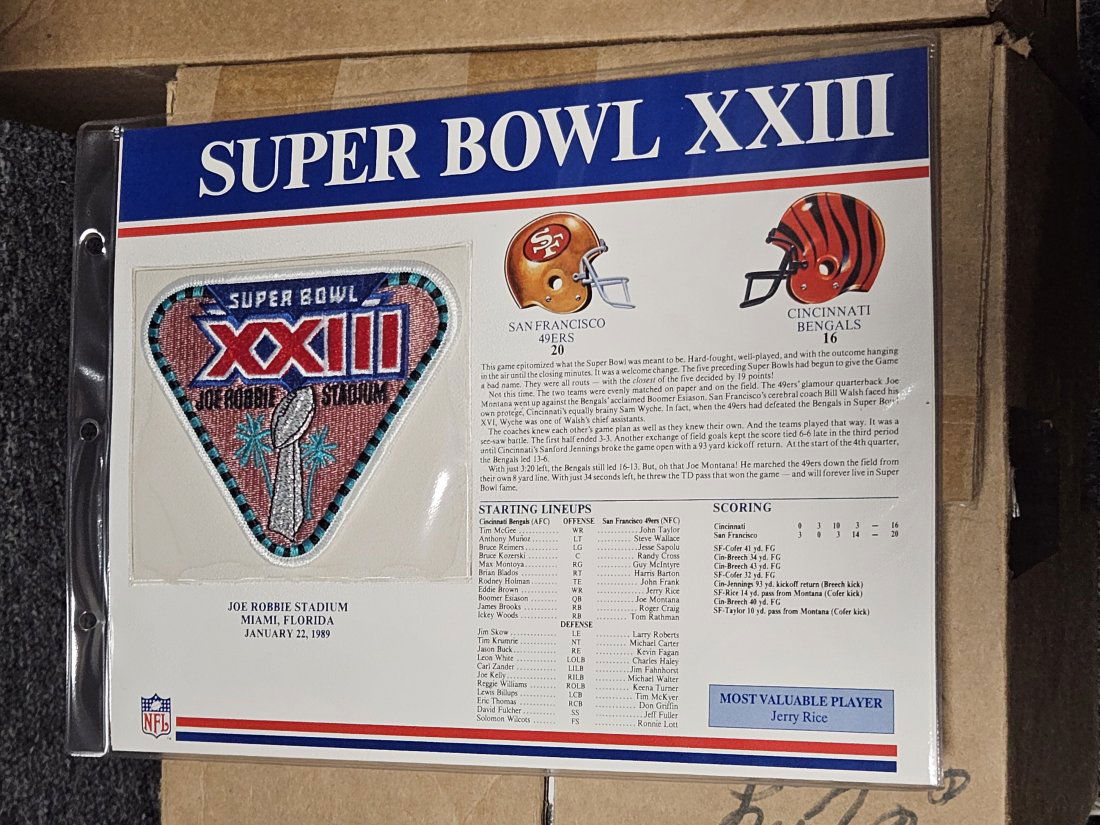 SUPER BOWL XXIII
SUPER BOWL
XXIII
JOE ROBBIE STADIUM
JOE ROBBIE STADIUM
MIAMI, FLORIDA
JANUARY 22, 1989
NFL
SF
SAN FRANCISCO
49ERS
20
CINCINNATI
BENGALS
16
This game epitomized what the Super Bowl was meant to be. Hard-fought, well-played, and with the outcome hanging
in the air until the closing minutes. It was a welcome change. The five preceding Super Bowls had begun to give the Game
a bad name. They were all routs — with the closest of the five decided by 19 points!
Not this time. The two teams were evenly matched on paper and on the field. The 49ers' glamour quarterback Joe
Montana went up against the Bengals' acclaimed Boomer Esiason. San Francisco's cerebral coach Bill Walsh faced his
own protégé, Cincinnati's equally brainy Sam Wyche. In fact, when the 49ers had defeated the Bengals in Super Bowl
XVI, Wyche was one of Walsh's chief assistants.
The coaches knew each other's game plan as well as they knew their own. And the teams played that way. It was a
see-saw battle. The first half ended 3-3. Another exchange of field goals kept the score tied 6-6 late in the third period
until Cincinnati's Sanford Jennings broke the game open with a 93 yard kickoff return. At the start of the 4th quarter,
the Bengals led 13-6.
With just 3:20 left, the Bengals still led 16-13. But, oh that Joe Montana! He marched the 49ers down the field from
their own 8 yard line. With just 34 seconds left, he threw the TD pass that won the game — and will forever live in Super
Bowl fame.
STARTING LINEUPS
Cincinnati Bengals (AFC) OFFENSE San Francisco 49ers (NFC)
Tim McGee WR John Taylor
Anthony Muñoz LT Steve Wallace
Bruce Reimers LG Jesse Sapolu
Bruce Kozerski C Randy Cross
Max Montoya RG Guy McIntyre
Brian Blados RT Harris Barton
Rodney Holman TE John Frank
Eddie Brown WR Jerry Rice
Boomer Esiason QB Joe Montana
James Brooks RB Roger Craig
Ickey Woods RB Tom Rathman
DEFENSE
Jim Skow LE Larry Roberts
Tim Krumrie NT Michael Carter
Jason Buck RE Kevin Fagan
Leon White LOLB Charles Haley
Carl Zander LILB Jim Fahnhorst
Joe Kelly RILB Michael Walter
Reggie Williams ROLB Keena Turner
Lewis Billups LCB Tim McKyer
Eric Thomas RCB Don Griffin
David Fulcher SS Jeff Fuller
Solomon Wilcots FS Ronnie Lott
SCORING
Cincinnati 0 3 10 3 — 16
San Francisco 3 0 3 14 — 20
SF-Cofer 41 yd. FG
Cin-Breech 34 yd. FG
Cin-Breech 43 yd. FG
SF-Cofer 32 yd. FG
Cin-Jennings 93 yd. kickoff return (Breech kick)
SF-Rice 14 yd. pass from Montana (Cofer kick)
Cin-Breech 40 yd. FG
SF-Taylor 10 yd. pass from Montana (Cofer kick)
MOST VALUABLE PLAYER
Jerry Rice